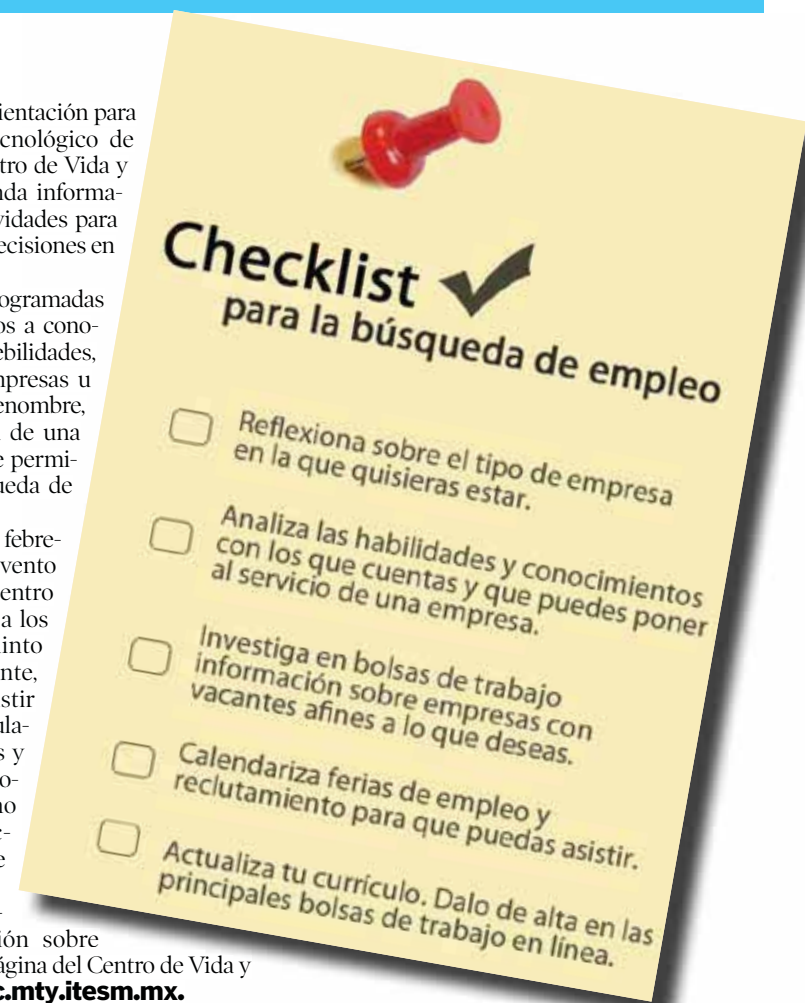 ientación para
cnológico de
tro de Vida y
nda informa-
vidades para
ecisiones en
ogramadas
os a cono-
ebilidades,
mpresas u
enombre,
de una
e permi-
ueda de
febre-
vento
entro
a los
into
nte,
stir
ula-
s y
o-
no
c-
e
ión sobre
ágina del Centro de Vida y
c.mty.itesm.mx.
Checklist
para la búsqueda de empleo
Reflexiona sobre el tipo de empresa
en la que quisieras estar.
Analiza las habilidades y conocimientos
con los que cuentas y que puedes poner
al servicio de una empresa.
Investiga en bolsas de trabajo
información sobre empresas con
vacantes afines a lo que deseas.
Calendariza ferias de empleo y
reclutamiento para que puedas asistir.
Actualiza tu currículo. Dalo de alta en las
principales bolsas de trabajo en línea.